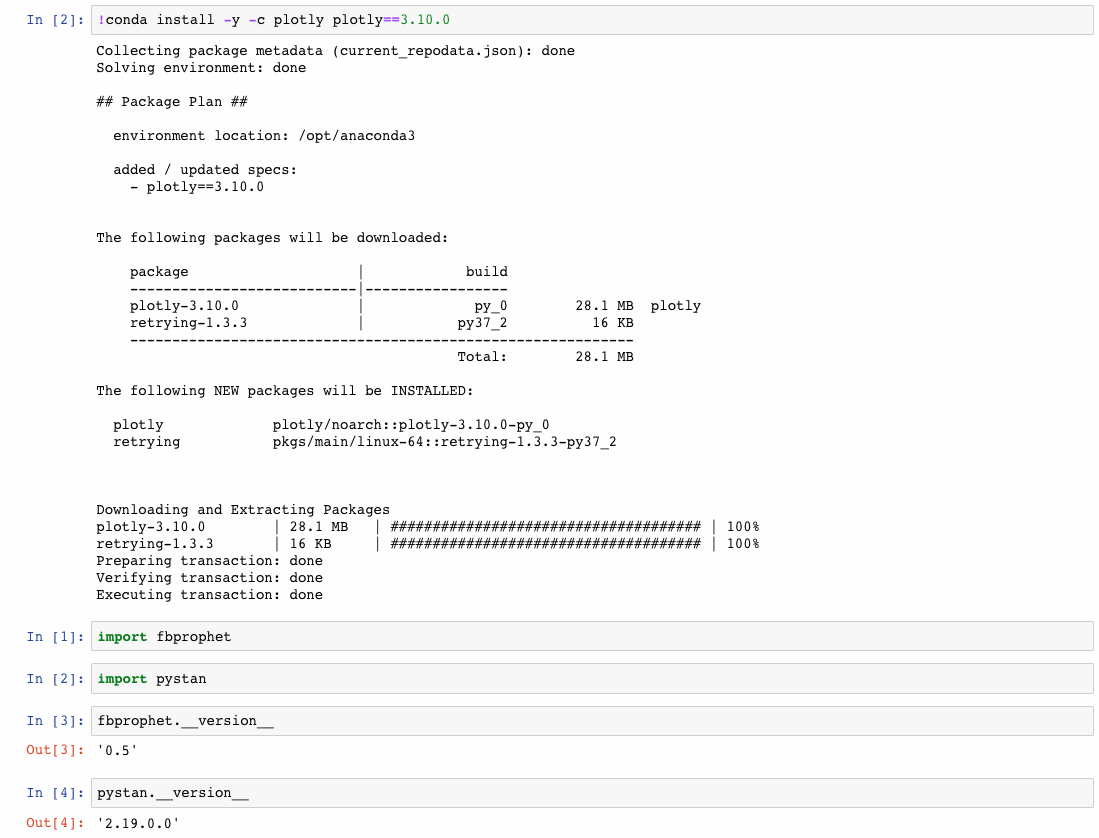 In [2]: !conda install -y -c plotly plotly==3.10.0
Collecting package metadata (current_repodata.json): done
Solving environment: done
## Package Plan ##
environment location: /opt/anaconda3
added / updated specs:
- plotly==3.10.0
The following packages will be downloaded:
package | build
---------------------------|-----------------
plotly-3.10.0 | py_0 28.1 MB plotly
retrying-1.3.3 | py37_2 16 KB
------------------------------------------------------------
Total: 28.1 MB
The following NEW packages will be INSTALLED:
plotly plotly/noarch::plotly-3.10.0-py_0
retrying pkgs/main/linux-64::retrying-1.3.3-py37_2
Downloading and Extracting Packages
plotly-3.10.0 | 28.1 MB | ##################################### | 100%
retrying-1.3.3 | 16 KB | ##################################### | 100%
Preparing transaction: done
Verifying transaction: done
Executing transaction: done
In [1]: import fbprophet
In [2]: import pystan
In [3]: fbprophet.__version__
Out[3]: '0.5'
In [4]: pystan.__version__
Out[4]: '2.19.0.0'